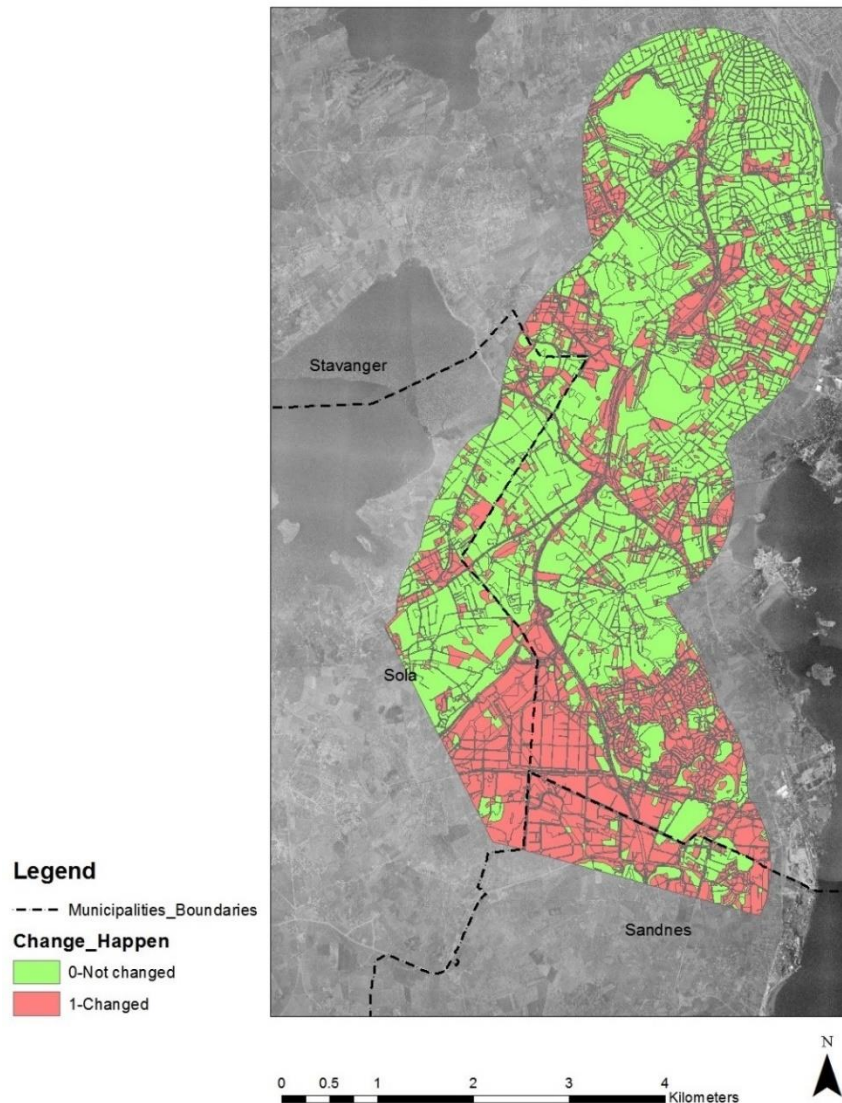 Stavanger
Sola
Sandnes
Legend
Municipalities_Boundaries
Change_Happen
0-Not changed
1-Changed
N
0 0.5 1 2 3 4
Kilometers